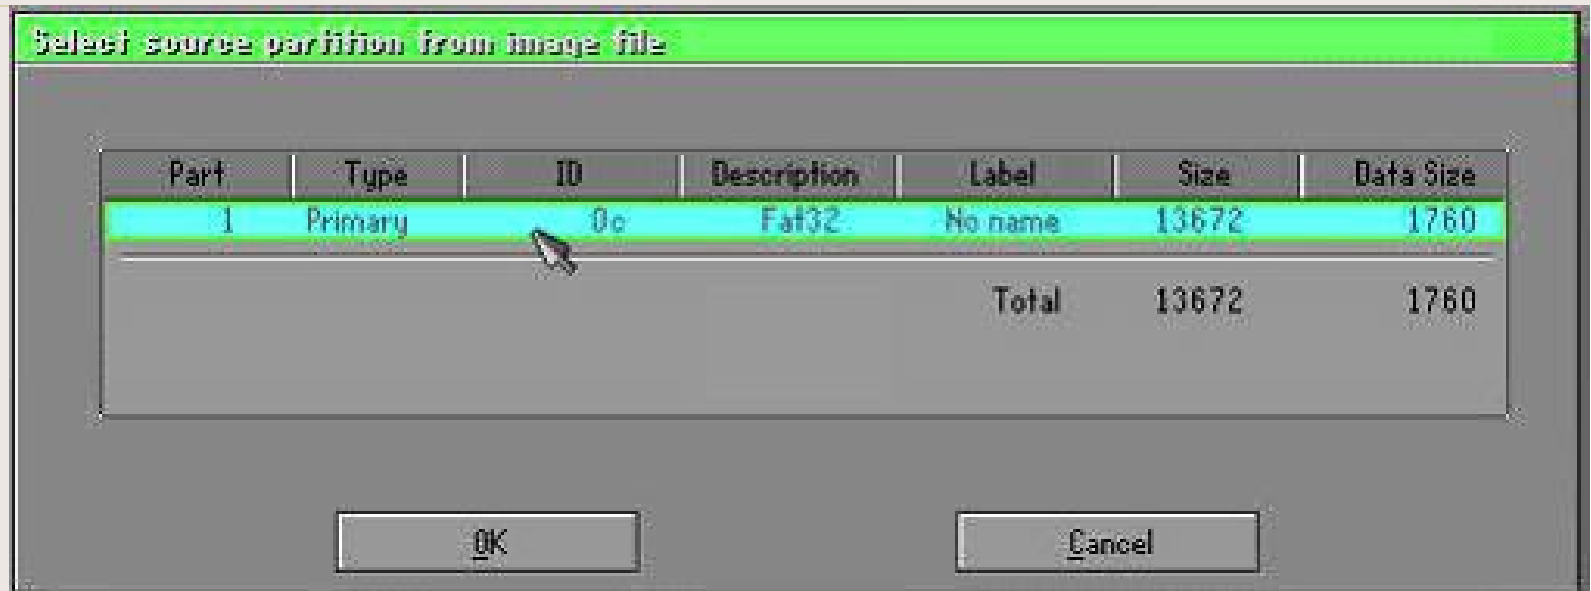 Select source partition from image file
Part Type ID Description Label Size Data Size
1 Primary 0c Fat32 No name 13672 1760
Total 13672 1760
OK Cancel